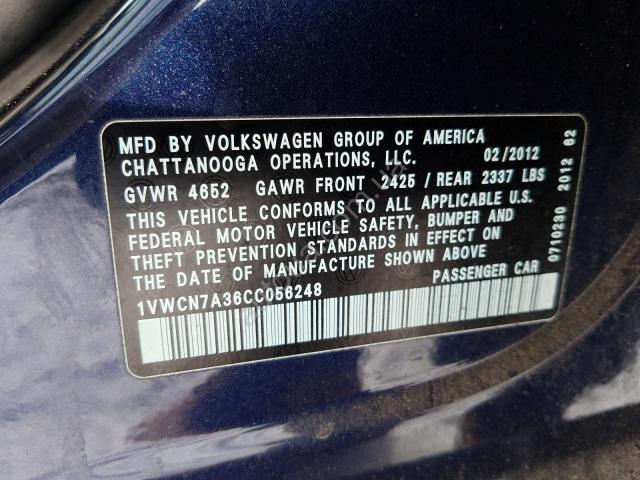 MFD BY VOLKSWAGEN GROUP OF AMERICA
CHATTANOOGA OPERATIONS, LLC. 02/2012
GVWR 4652 GAWR FRONT 2425 / REAR 2337 LBS
THIS VEHICLE CONFORMS TO ALL APPLICABLE U.S.
FEDERAL MOTOR VEHICLE SAFETY, BUMPER AND
THEFT PREVENTION STANDARDS IN EFFECT ON
THE DATE OF MANUFACTURE SHOWN ABOVE
1VWCN7A36CC056248 PASSENGER CAR
0710230 2012 62